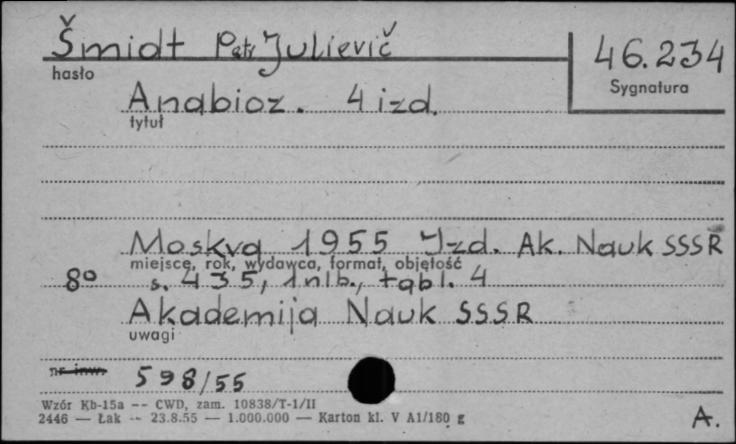 Šmidt Petr Julievič
46.234
hasło
Sygnatura
Anabioz. 4 izd.
tytuł
Moskva 1955 Izd. Ak. Nauk SSSR
miejsce, rok, wydawca, format, objętość
8° s. 435, 1 nlb., tabl. 4
Akademija Nauk SSSR
uwagi
nr inw. 598/55
Wzór Kb-15a -- CWD, zam. 10838/T-1/II
2446 — Łak -- 23.8.55 — 1.000.000 — Karton kl. V A1/180 g
A.